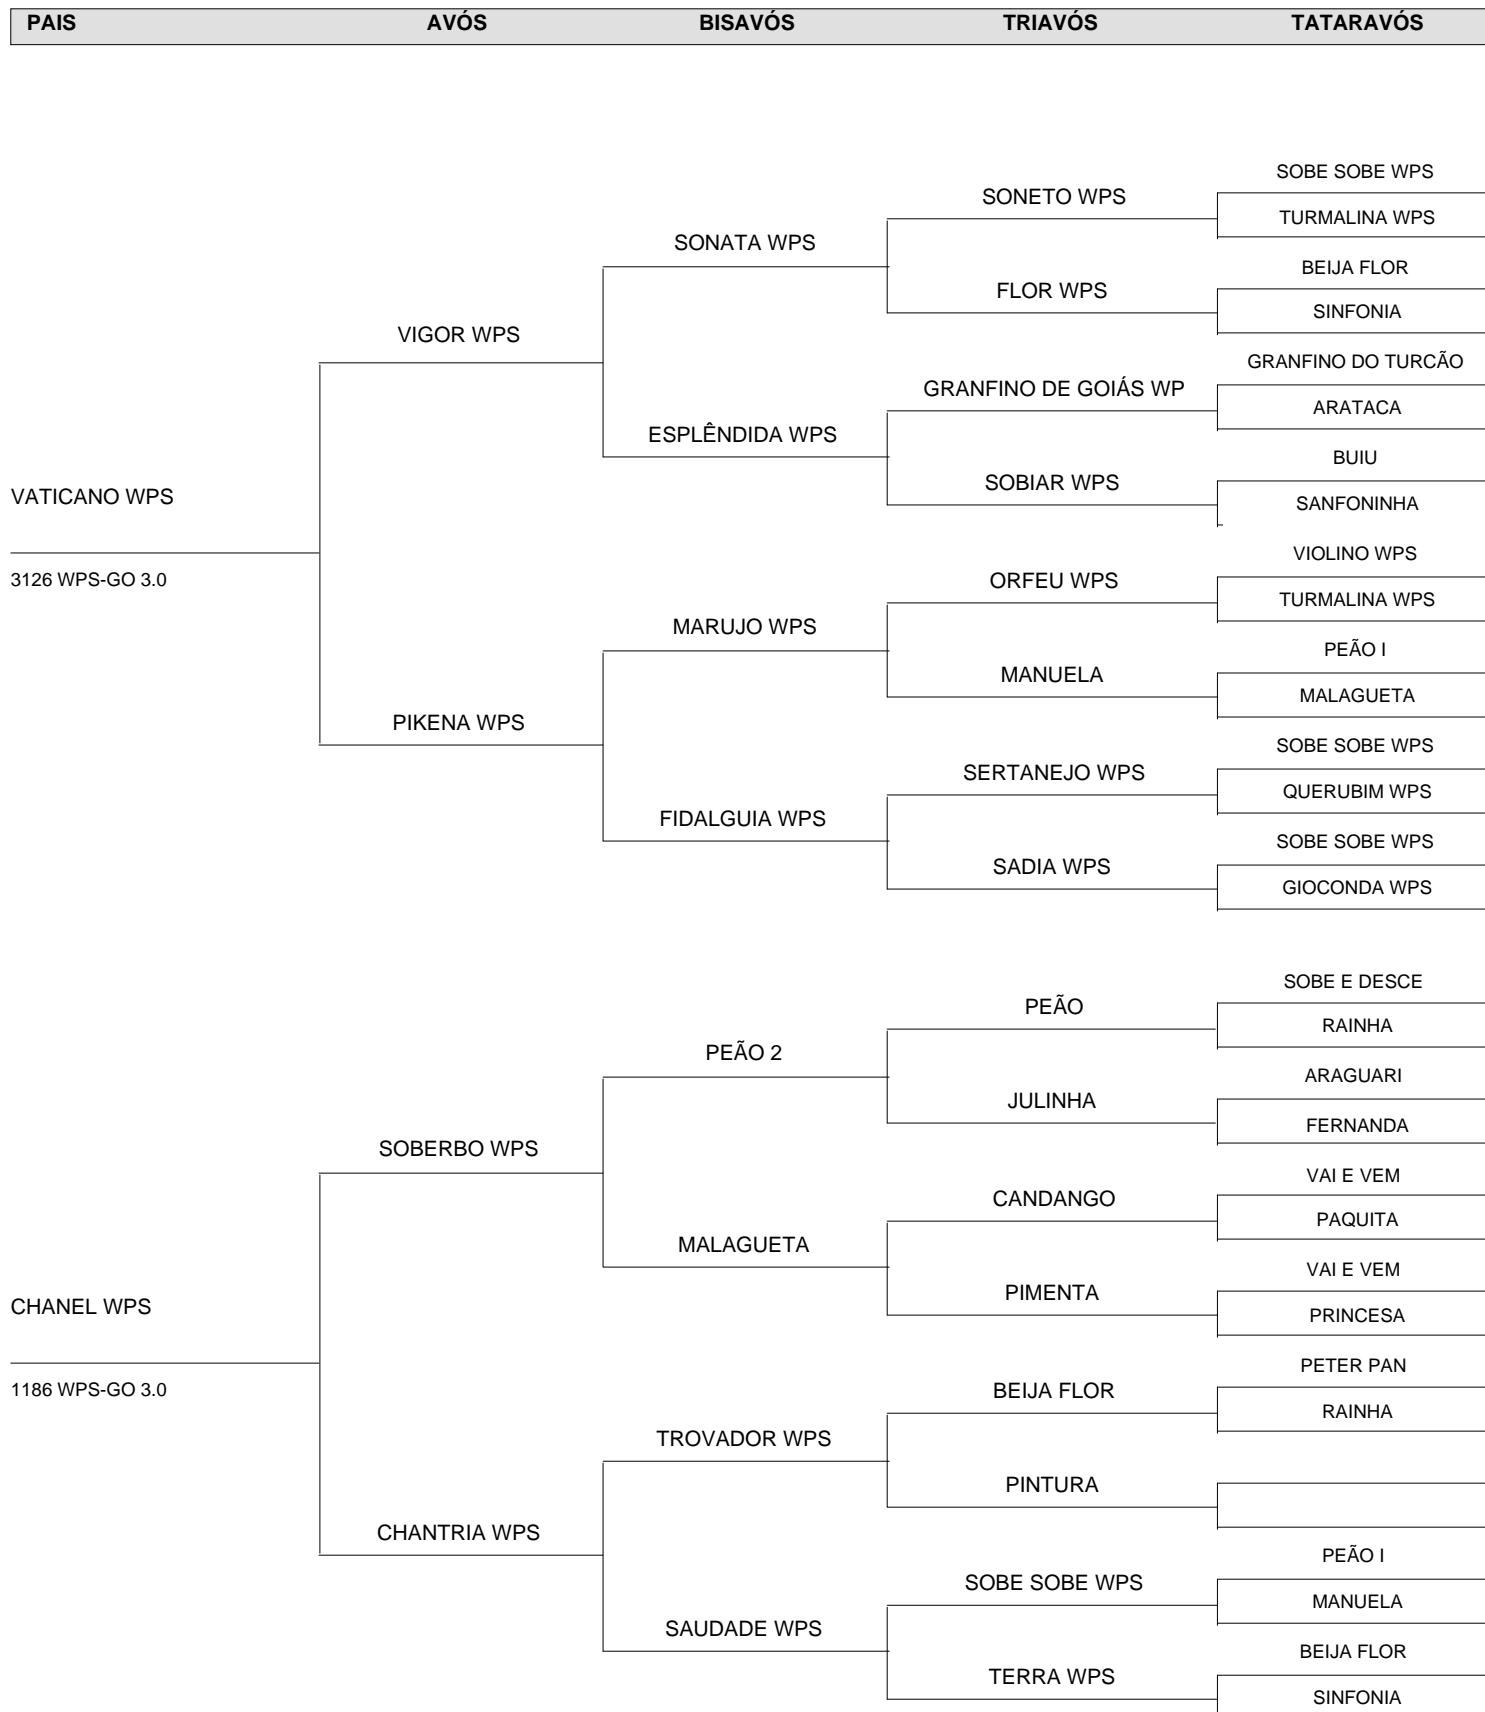 PAIS AVÓS BISAVÓS TRIAVÓS TATARAVÓS
SOBE SOBE WPS
SONETO WPS
TURMALINA WPS
SONATA WPS
BEIJA FLOR
FLOR WPS
SINFONIA
VIGOR WPS
GRANFINO DO TURCÃO
GRANFINO DE GOIÁS WP
ARATACA
ESPLÊNDIDA WPS
BUIU
SOBIAR WPS
VATICANO WPS
SANFONINHA
VIOLINO WPS
3126 WPS-GO 3.0
ORFEU WPS
TURMALINA WPS
MARUJO WPS
PEÃO I
MANUELA
MALAGUETA
PIKENA WPS
SOBE SOBE WPS
SERTANEJO WPS
QUERUBIM WPS
FIDALGUIA WPS
SOBE SOBE WPS
SADIA WPS
GIOCONDA WPS
SOBE E DESCE
PEÃO
RAINHA
PEÃO 2
ARAGUARI
JULINHA
FERNANDA
SOBERBO WPS
VAI E VEM
CANDANGO
PAQUITA
MALAGUETA
VAI E VEM
PIMENTA
CHANEL WPS
PRINCESA
PETER PAN
1186 WPS-GO 3.0
BEIJA FLOR
RAINHA
TROVADOR WPS
PINTURA
CHANTRIA WPS
PEÃO I
SOBE SOBE WPS
MANUELA
SAUDADE WPS
BEIJA FLOR
TERRA WPS
SINFONIA